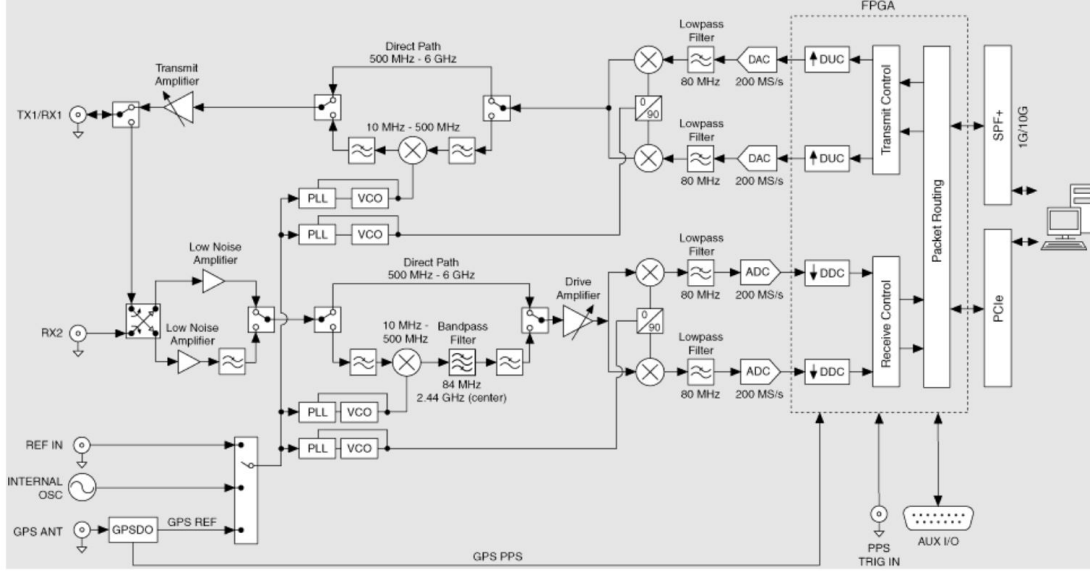 FPGA
Lowpass
Filter
Direct Path
500 MHz - 6 GHz
Transmit
Amplifier
DAC
DUC
80 MHz
200 MS/s
TX1/RX1
0
90
10 MHz - 500 MHz
Lowpass
Filter
DAC
DUC
80 MHz
200 MS/s
Transmit Control
Packet Routing
SPF+
1G/10G
PLL
VCO
PLL
VCO
Low Noise
Amplifier
Direct Path
500 MHz - 6 GHz
Drive
Amplifier
Lowpass
Filter
ADC
DDC
80 MHz
200 MS/s
RX2
Low Noise
Amplifier
10 MHz -
500 MHz
Bandpass
Filter
0
90
84 MHz
2.44 GHz (center)
Lowpass
Filter
ADC
DDC
80 MHz
200 MS/s
Receive Control
PCIe
PLL
VCO
PLL
VCO
REF IN
INTERNAL
OSC
GPS ANT
GPSDO
GPS REF
GPS PPS
PPS
TRIG IN
AUX I/O